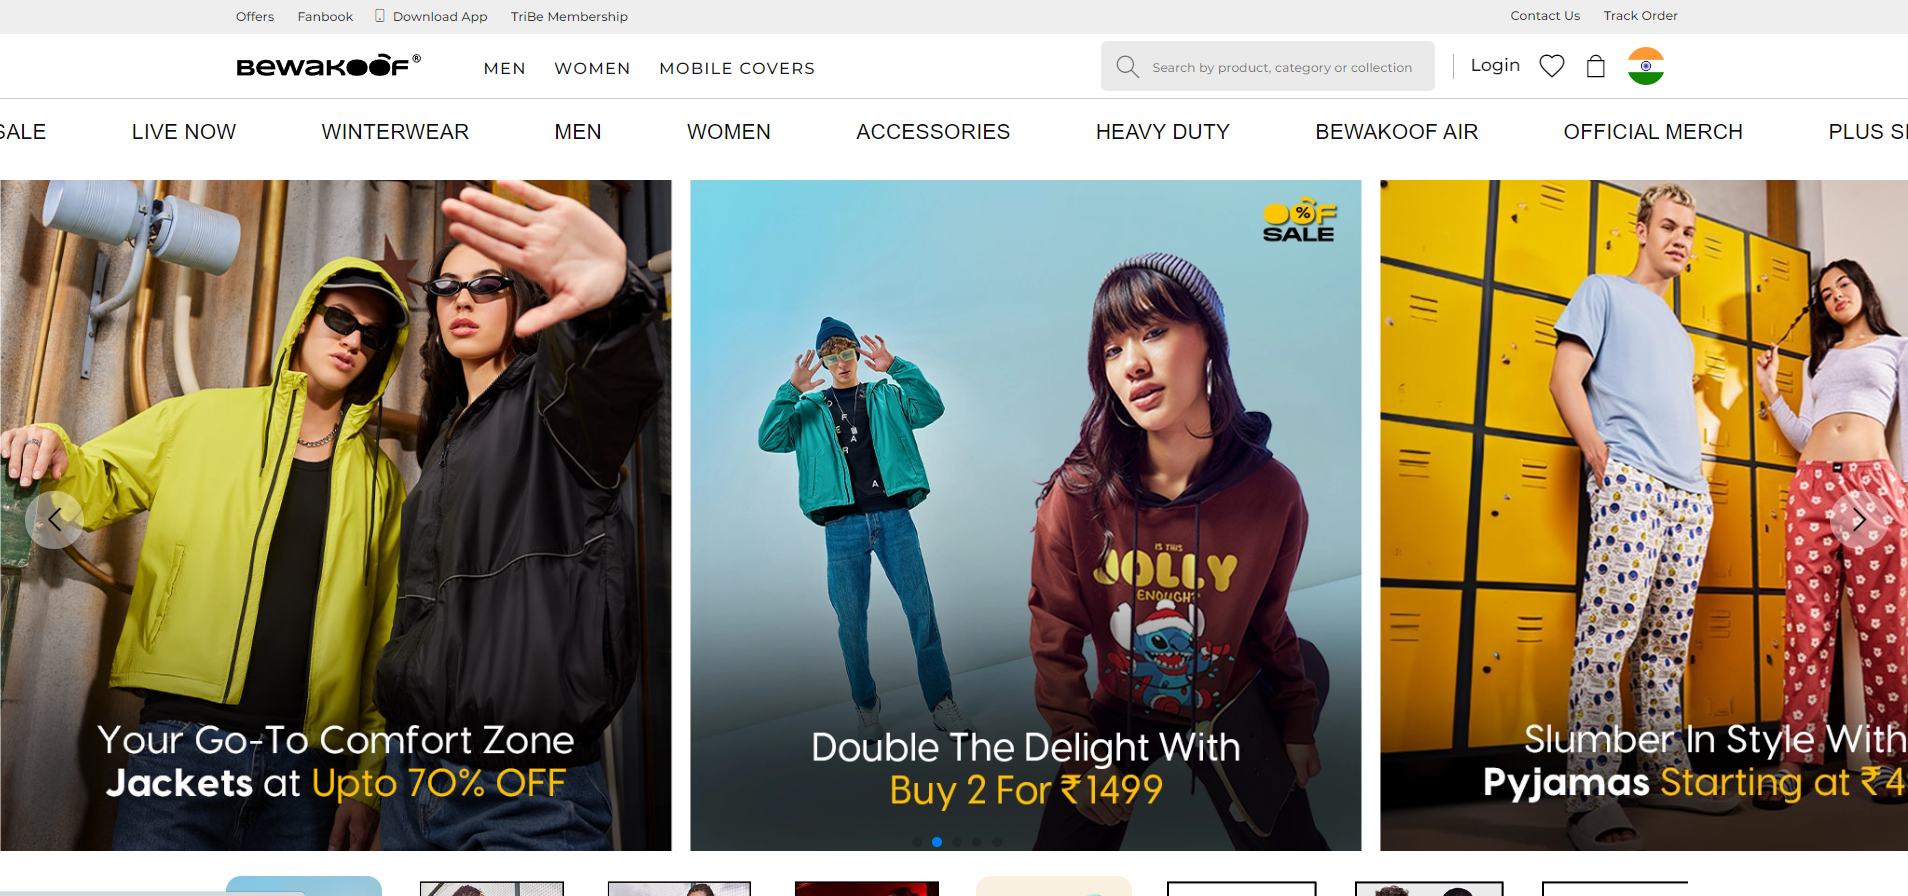 Offers
Fanbook
Download App
TriBe Membership
Contact Us
Track Order
BEWAKOOF®
MEN
WOMEN
MOBILE COVERS
Search by product, category or collection
Login
SALE
LIVE NOW
WINTERWEAR
MEN
WOMEN
ACCESSORIES
HEAVY DUTY
BEWAKOOF AIR
OFFICIAL MERCH
PLUS
Your Go-To Comfort Zone
Jackets at Upto 70% OFF
OOF
%
SALE
IS THIS
JOLLY
ENOUGH?
Double The Delight With
Buy 2 For ₹1499
Slumber In Style With
Pyjamas Starting at ₹4